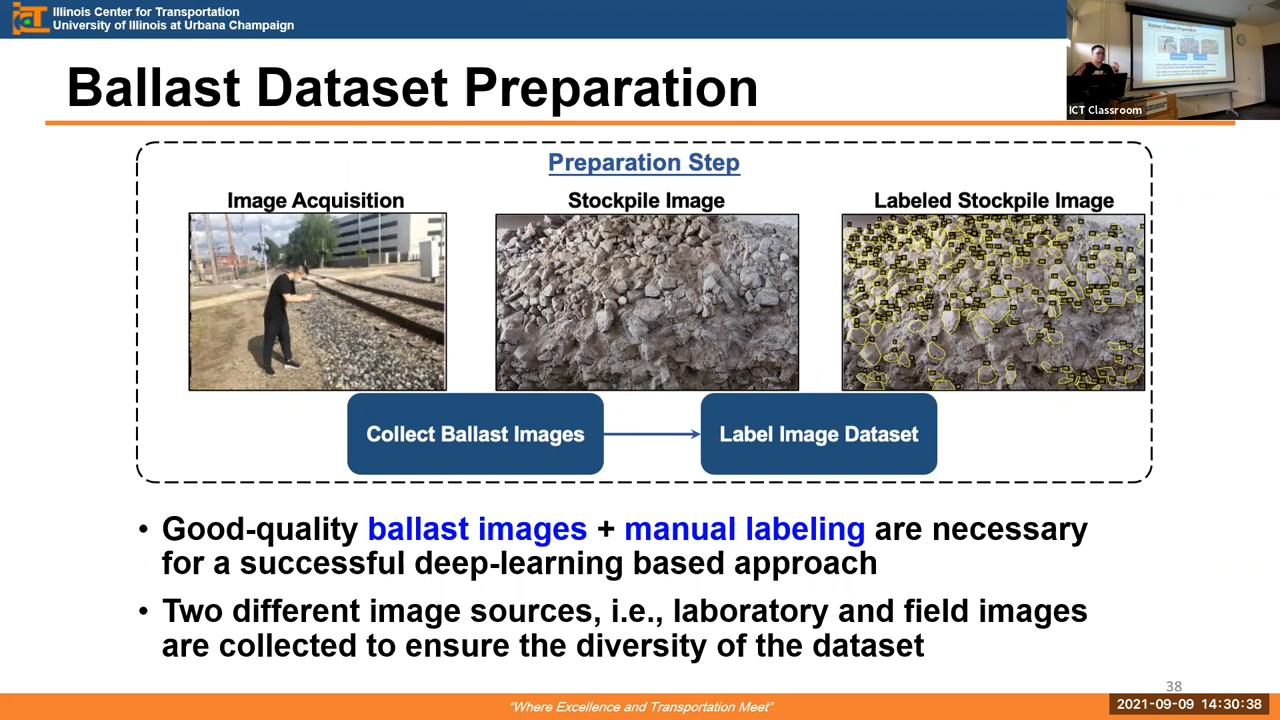 Illinois Center for Transportation
University of Illinois at Urbana Champaign
Ballast Dataset Preparation
ICT Classroom
Preparation Step
Image Acquisition
Stockpile Image
Labeled Stockpile Image
Collect Ballast Images
Label Image Dataset
• Good-quality ballast images + manual labeling are necessary
for a successful deep-learning based approach
• Two different image sources, i.e., laboratory and field images
are collected to ensure the diversity of the dataset
38
“Where Excellence and Transportation Meet”
2021-09-09 14:30:38